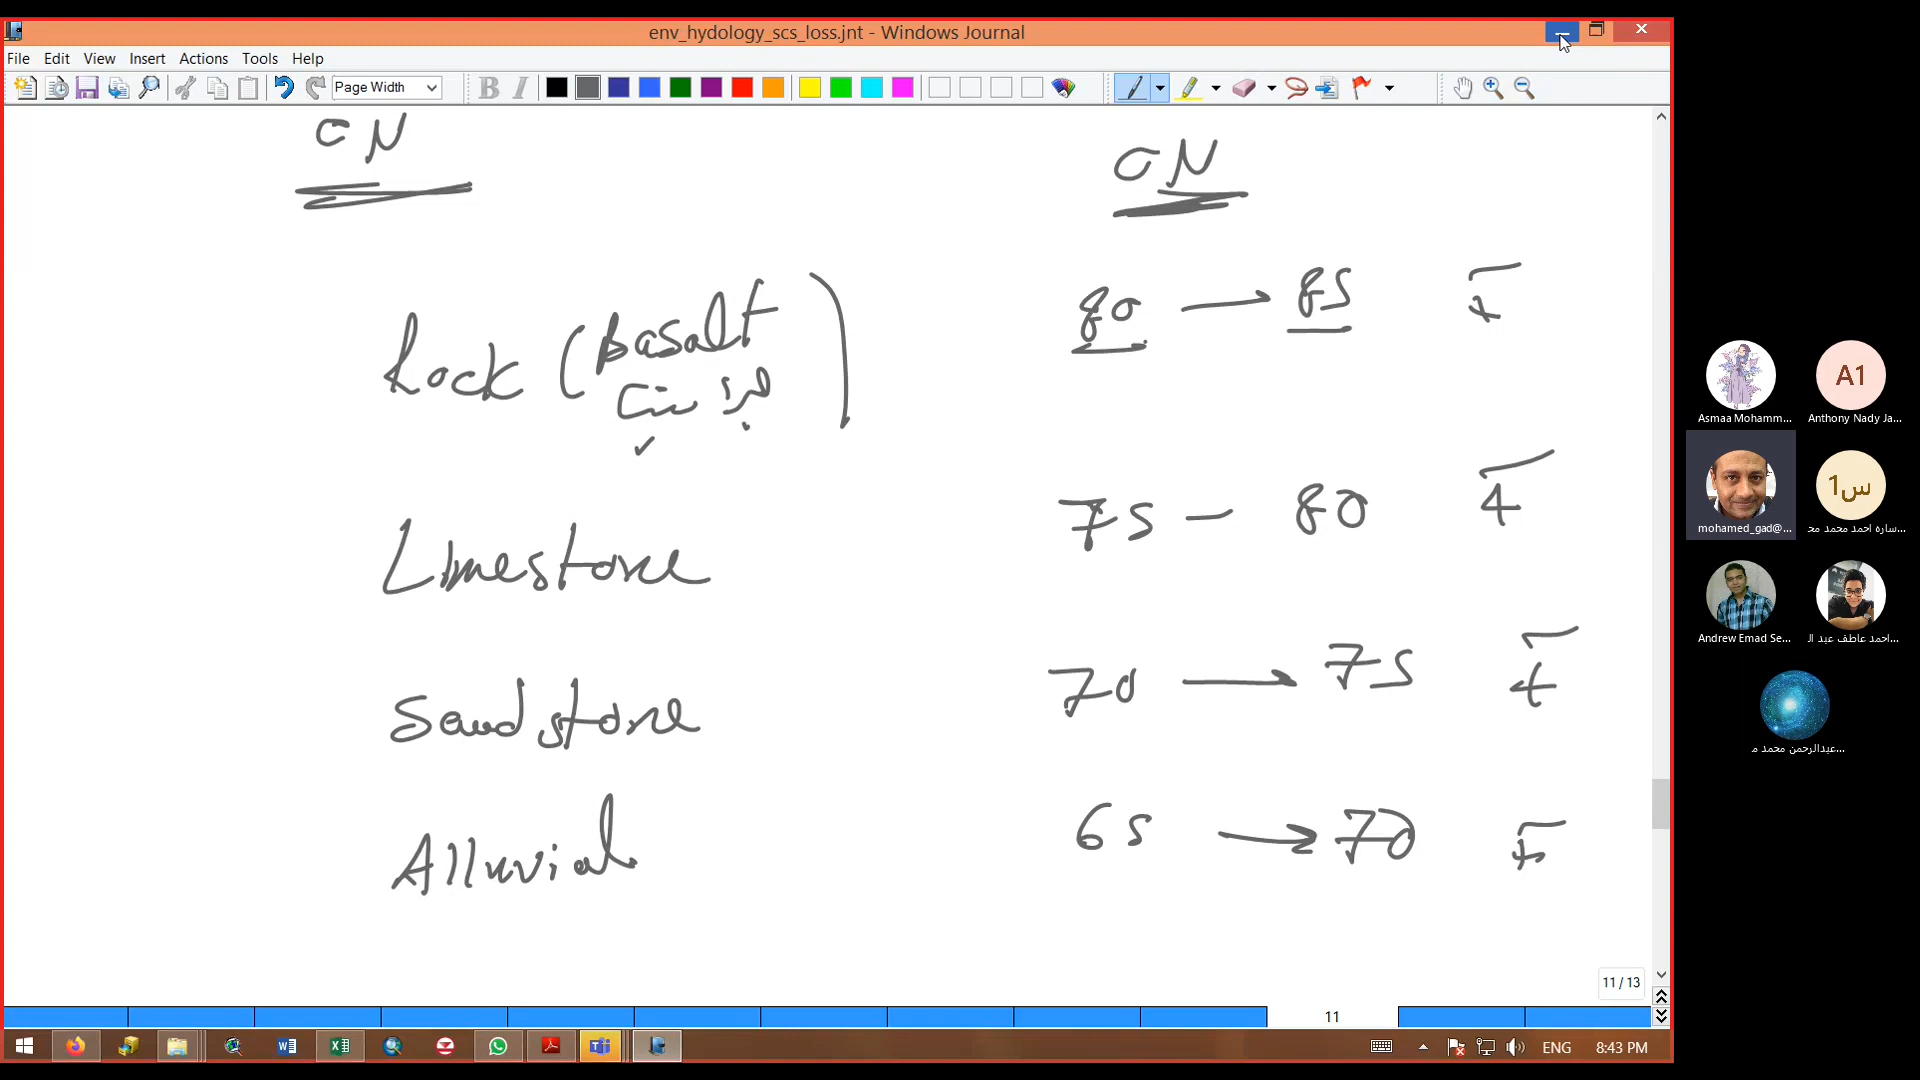 env_hydology_scs_loss.jnt - Windows Journal
File Edit View Insert Actions Tools Help
Page Width
B I
CN
CN
Rock (Basalt
80 → 85
Limestone
75 - 80
4
Sandstone
70 → 75
Alluvial
65 → 70
11 / 13
11
ENG 8:43 PM
Asmaa Mohamm...
A1
Anthony Nady Ja...
mohamed_gad@...
س1
ساره احمد محمد مح...
Andrew Emad Se...
احمد عاطف عبد ال...
عبدالرحمن محمد م...